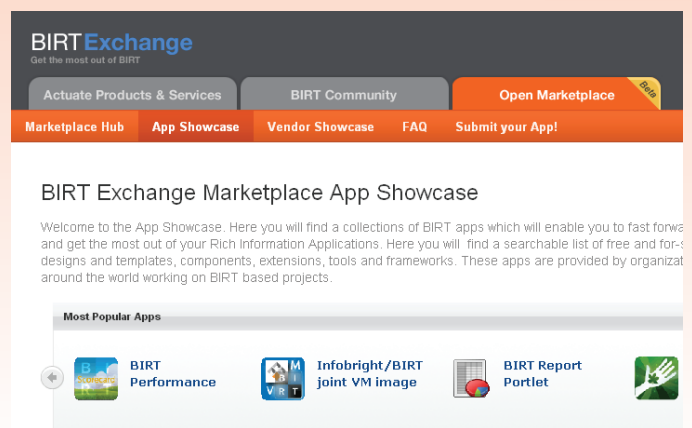 BIRT Exchange
Get the most out of BIRT
Actuate Products & Services BIRT Community Open Marketplace Beta
Marketplace Hub App Showcase Vendor Showcase FAQ Submit your App!
BIRT Exchange Marketplace App Showcase
Welcome to the App Showcase. Here you will find a collections of BIRT apps which will enable you to fast forwa
and get the most out of your Rich Information Applications. Here you will find a searchable list of free and for-s
designs and templates, components, extensions, tools and frameworks. These apps are provided by organizat
around the world working on BIRT based projects.
Most Popular Apps
BIRT Infobright/BIRT BIRT Report
Performance joint VM image Portlet